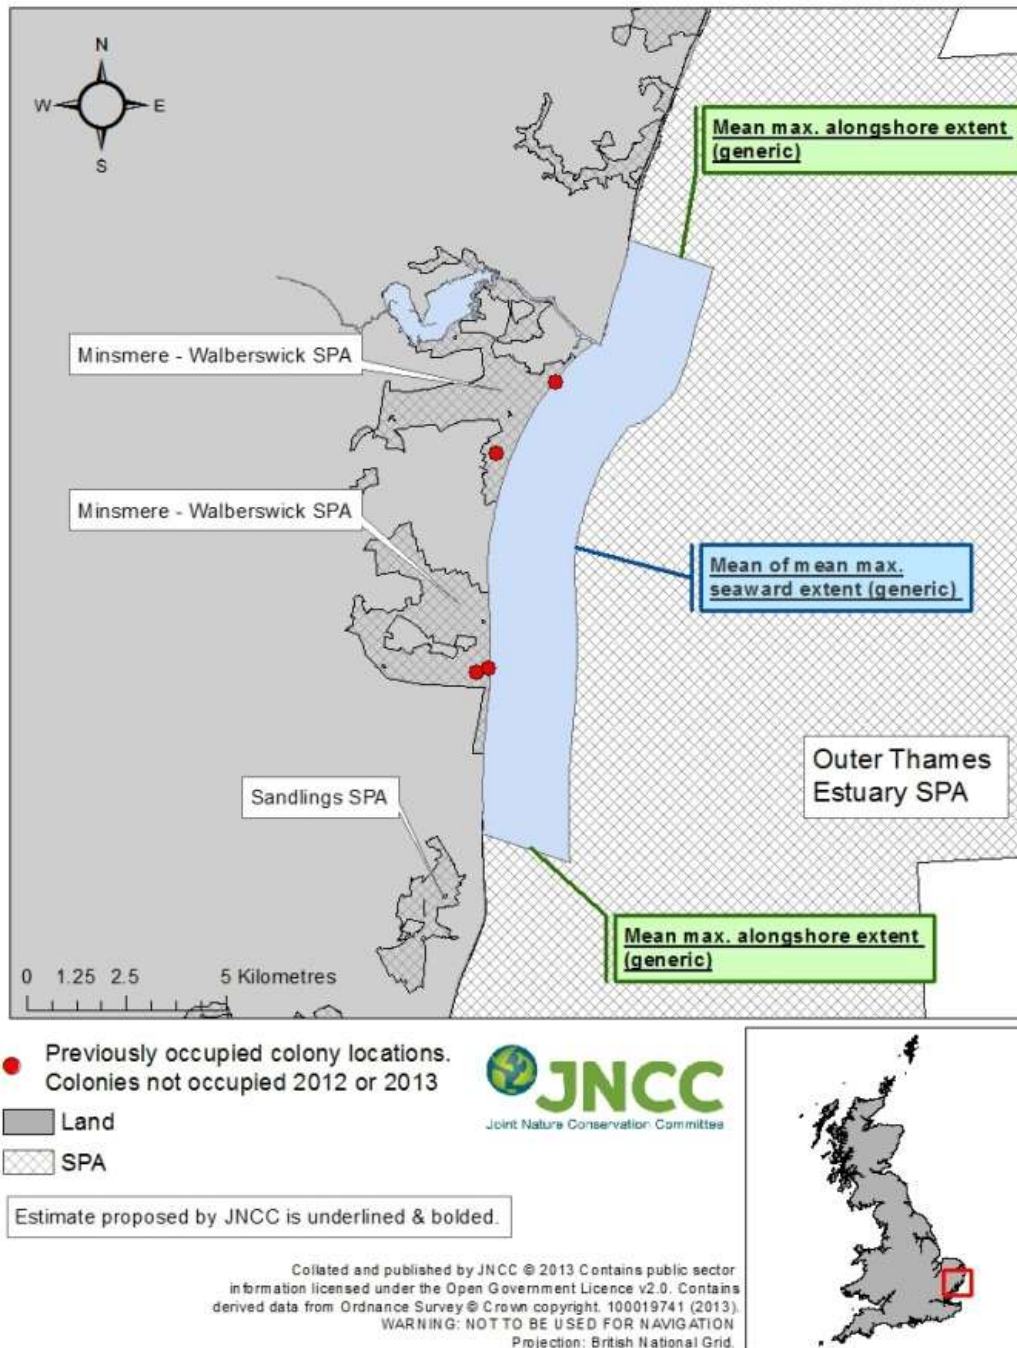 N
W
E
S
Mean max. alongshore extent
(generic)
Minsmere - Walberswick SPA
Minsmere - Walberswick SPA
Mean of mean max.
seaward extent (generic)
Outer Thames
Estuary SPA
Sandlings SPA
Mean max. alongshore extent
(generic)
0 1.25 2.5 5 Kilometres
Previously occupied colony locations.
Colonies not occupied 2012 or 2013
Land
SPA
JNCC
Joint Nature Conservation Committee
Estimate proposed by JNCC is underlined & bolded.
Collated and published by JNCC © 2013 Contains public sector
information licensed under the Open Government Licence v2.0. Contains
derived data from Ordnance Survey © Crown copyright. 100019741 (2013).
WARNING: NOT TO BE USED FOR NAVIGATION
Projection: British National Grid.